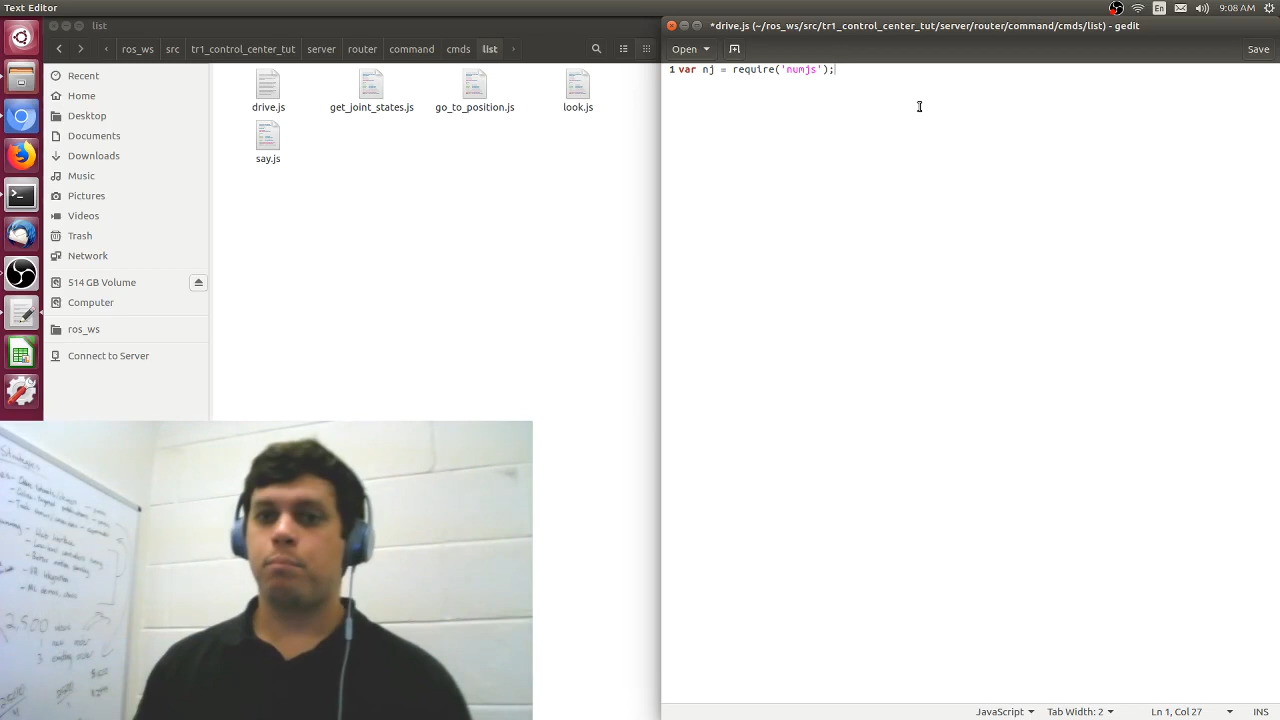 Text Editor
En
9:08 AM
list
*drive.js (~/ros_ws/src/tr1_control_center_tut/server/router/command/cmds/list) - gedit
ros_ws
src
tr1_control_center_tut
server
router
command
cmds
list
Open
Save
Recent
Home
Desktop
Documents
Downloads
Music
Pictures
Videos
Trash
Network
514 GB Volume
Computer
ros_ws
Connect to Server
drive.js
get_joint_states.js
go_to_position.js
look.js
say.js
1 var nj = require('numjs');
2,500
JavaScript
Tab Width: 2
Ln 1, Col 27
INS